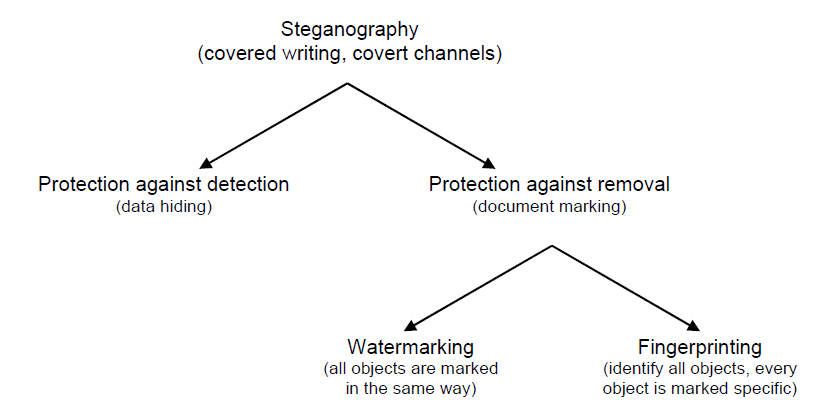 Steganography
(covered writing, covert channels)
Protection against detection
(data hiding)
Protection against removal
(document marking)
Watermarking
(all objects are marked
in the same way)
Fingerprinting
(identify all objects, every
object is marked specific)